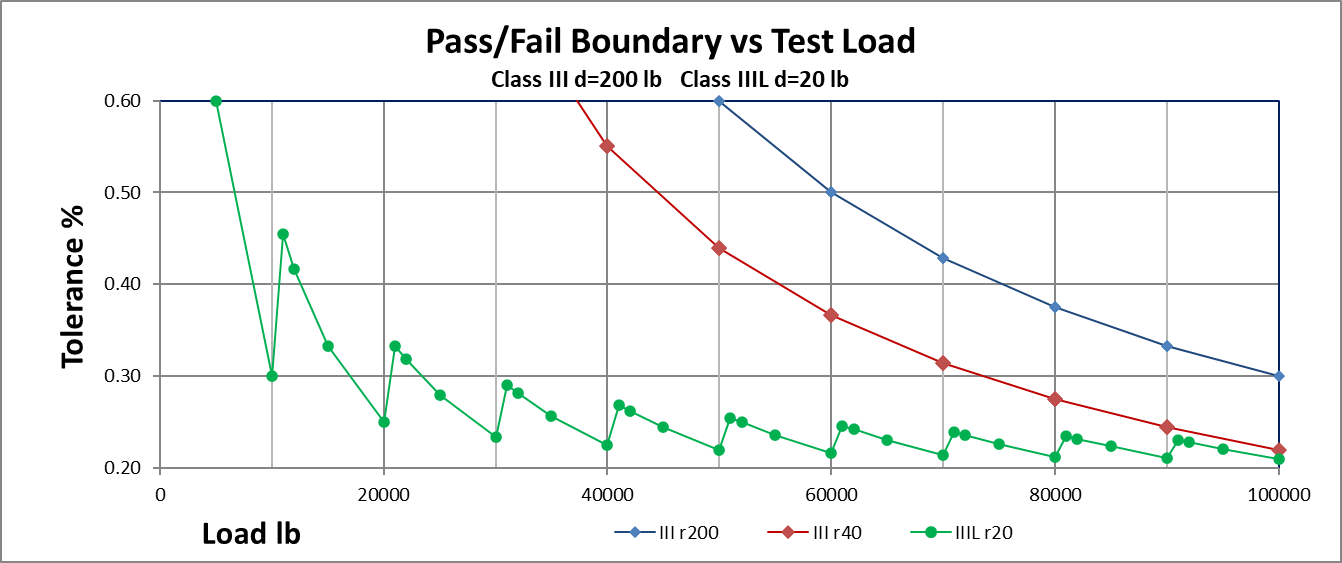 Pass/Fail Boundary vs Test Load
Class III d=200 lb   Class IIIL d=20 lb
Tolerance %
0.60
0.50
0.40
0.30
0.20
0 20000 40000 60000 80000 100000
Load lb
III r200 III r40 IIIL r20